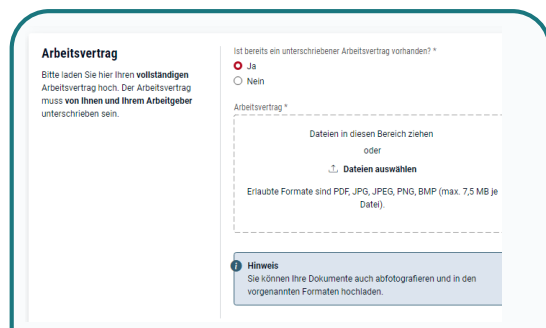 Arbeitsvertrag
Bitte laden Sie hier Ihren vollständigen
Arbeitsvertrag hoch. Der Arbeitsvertrag
muss von Ihnen und Ihrem Arbeitgeber
unterschrieben sein.
Ist bereits ein unterschriebener Arbeitsvertrag vorhanden? *
Ja
Nein
Arbeitsvertrag *
Dateien in diesen Bereich ziehen
oder
Dateien auswählen
Erlaubte Formate sind PDF, JPG, JPEG, PNG, BMP (max. 7,5 MB je
Datei).
Hinweis
Sie können Ihre Dokumente auch abfotografieren und in den
vorgenannten Formaten hochladen.